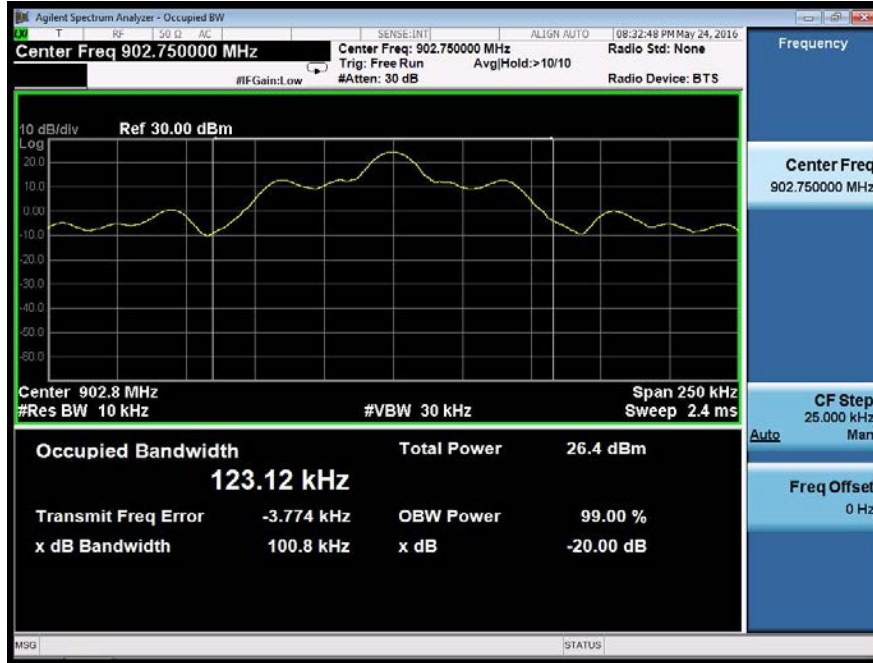 Agilent Spectrum Analyzer - Occupied BW
T RF 50 Ω AC SENSE:INT ALIGN AUTO 08:32:48 PM May 24, 2016
Center Freq 902.750000 MHz Center Freq: 902.750000 MHz Radio Std: None Frequency
Trig: Free Run Avg|Hold:>10/10
#IFGain:Low #Atten: 30 dB Radio Device: BTS
10 dB/div Ref 30.00 dBm
Log
20.0
10.0
0.00
-10.0
-20.0
-30.0
-40.0
-50.0
-60.0
Center Freq
902.750000 MHz
Center 902.8 MHz Span 250 kHz
#Res BW 10 kHz #VBW 30 kHz Sweep 2.4 ms
CF Step
25.000 kHz
Auto Man
Occupied Bandwidth Total Power 26.4 dBm
123.12 kHz
Transmit Freq Error -3.774 kHz OBW Power 99.00 %
x dB Bandwidth 100.8 kHz x dB -20.00 dB
Freq Offset
0 Hz
MSG STATUS